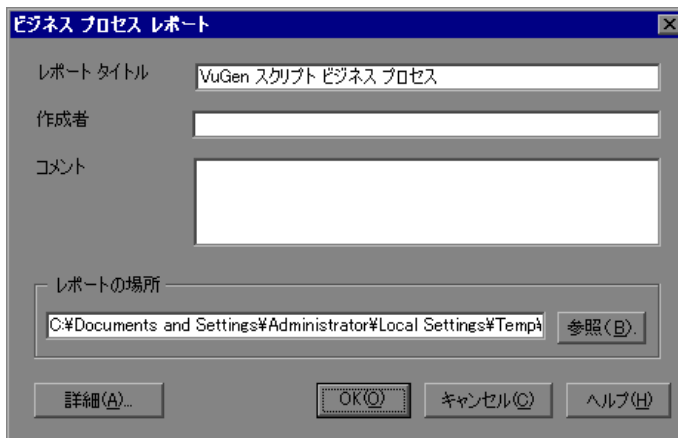 ビジネス プロセス レポート
レポート タイトル
VuGen スクリプト ビジネス プロセス
作成者
コメント
レポートの場所
C:¥Documents and Settings¥Administrator¥Local Settings¥Temp¥
参照(B).
詳細(A)...
OK(O)
キャンセル(C)
ヘルプ(H)